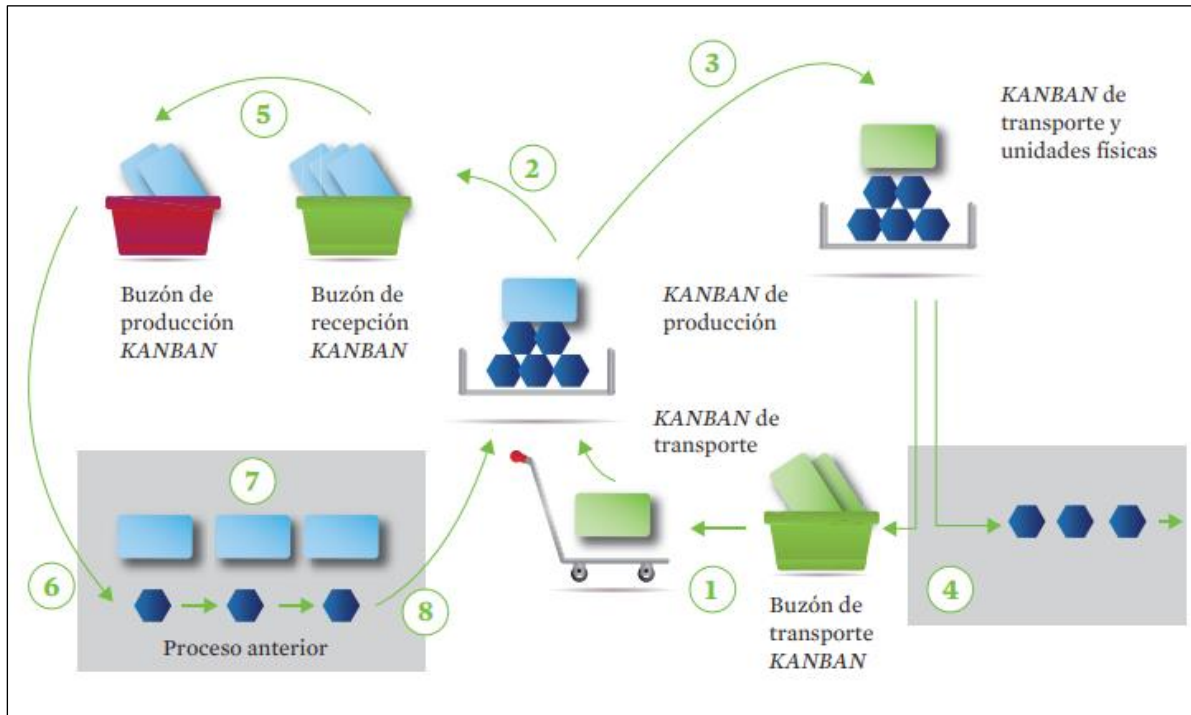 3
KANBAN de
transporte y
unidades físicas
5
2
Buzón de
producción
KANBAN
Buzón de
recepción
KANBAN
KANBAN de
producción
KANBAN de
transporte
7
6
8
Proceso anterior
1
Buzón de
transporte
KANBAN
4